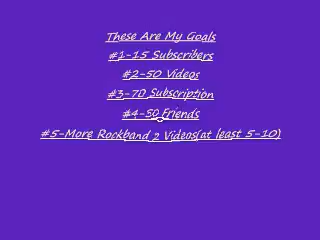 These Are My Goals
#1-15 Subscribers
#2-50 Videos
#3-70 Subscription
#4-50 Friends
#5-More Rockband 2 Videos(at least 5-10)